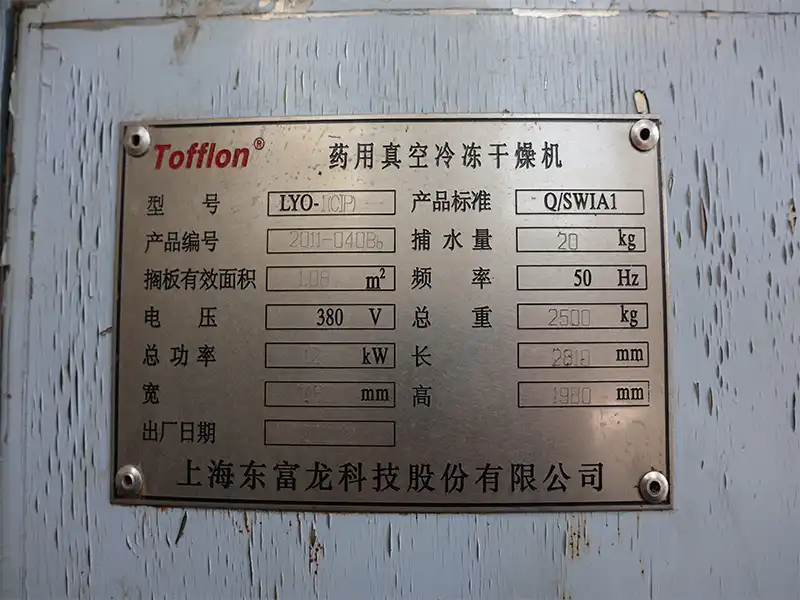 Tofflon® 药用真空冷冻干燥机
型号 LYO-1(CIP) 产品标准 Q/SWIA1
产品编号 2011-040B 捕水量 20 kg
搁板有效面积 1.08 m² 频率 50 Hz
电压 380 V 总重 2500 kg
总功率 12 kW 长 2810 mm
宽 mm 高 1980 mm
出厂日期
上海东富龙科技股份有限公司